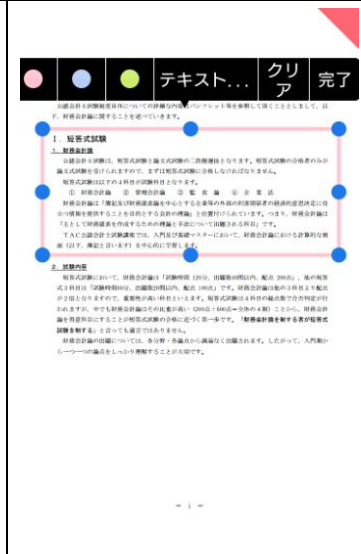 テキスト... クリア 完了
公認会計士試験制度自体についての詳細な内容はパンフレット等を参照して頂くこととしまして、以
下、財務会計論に関することを述べていきます。
Ⅰ．短答式試験
1．財務会計論
公認会計士試験は、短答式試験と論文式試験の二段階選抜となります。短答式試験の合格者のみが
論文式試験を受けられますので、まずは短答式試験に合格しなければなりません。
短答式試験は以下の4科目が試験科目となります。
① 財務会計論 ② 管理会計論 ③ 監査論 ④ 企業法
財務会計論は「簿記及び財務諸表論を中心とする企業等の外部の利害関係者の経済的意思決定に役
立つ情報を提供することを目的とする会計の理論」と位置付けられています。つまり、財務会計論は
「主として財務諸表を作成するための理論と手法について出題される科目」です。
TAC公認会計士試験講座では、入門及び基礎マスターにおいて、財務会計論における計算的な側
面（以下、簿記と言います）を中心的に学習します。
2．試験内容
短答式試験において、財務会計論は「試験時間120分、出題数40問以内、配点200点」、他の短答
式3科目は「試験時間60分、出題数20問以内、配点100点」です。財務会計論は他の3科目より配点
が2倍となりますので、重要性が高い科目といえます。短答式試験は4科目の総点数で合否判定が行
われますが、中でも財務会計論はその比重が高い（200点÷500点＝全体の4割）ことから、財務会計
論を得意科目にすることが短答式試験の合格に近づく第一歩です。「財務会計論を制する者が短答式
試験を制する」と言っても過言ではありません。
財務会計論の出題については、各分野・各論点から満遍なく出題されます。したがって、入門期か
ら一つ一つの論点をしっかり理解することが大切です。
− i −